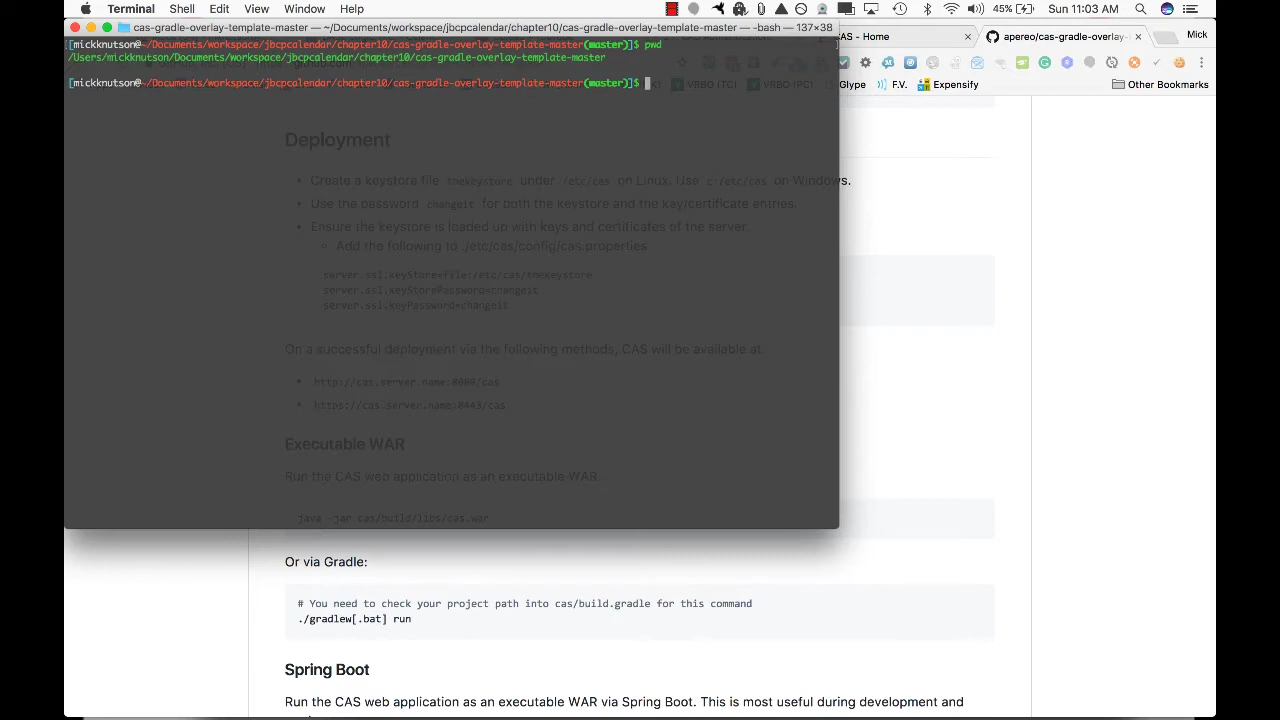 Terminal Shell Edit View Window Help 45% Sun 11:03 AM
cas-gradle-overlay-template-master — ~/Documents/workspace/jbcpcalendar/chapter10/cas-gradle-overlay-template-master — -bash — 137×38
AS - Home × apereo/cas-gradle-overlay- × Mick
[mickknutson@~/Documents/workspace/jbcpcalendar/chapter10/cas-gradle-overlay-template-master(master)]$ pwd
/Users/mickknutson/Documents/workspace/jbcpcalendar/chapter10/cas-gradle-overlay-template-master
[mickknutson@~/Documents/workspace/jbcpcalendar/chapter10/cas-gradle-overlay-template-master(master)]$
VRBO (TC) VRBO (PC) Glype F.V. Expensify Other Bookmarks
Deployment
• Create a keystore file thekeystore under /etc/cas on Linux. Use c:/etc/cas on Windows.
• Use the password changeit for both the keystore and the key/certificate entries.
• Ensure the keystore is loaded up with keys and certificates of the server.
Add the following to ./etc/cas/config/cas.properties
server.ssl.keyStore=file:/etc/cas/thekeystore
server.ssl.keyStorePassword=changeit
server.ssl.keyPassword=changeit
On a successful deployment via the following methods, CAS will be available at:
• http://cas.server.name:8080/cas
• https://cas.server.name:8443/cas
Executable WAR
Run the CAS web application as an executable WAR.
java -jar cas/build/libs/cas.war
Or via Gradle:
# You need to check your project path into cas/build.gradle for this command
./gradlew[.bat] run
Spring Boot
Run the CAS web application as an executable WAR via Spring Boot. This is most useful during development and